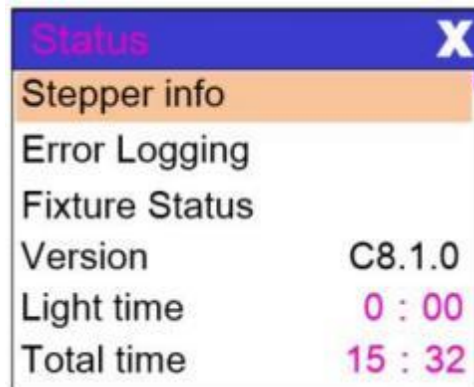 Status X
Stepper info
Error Logging
Fixture Status
Version C8.1.0
Light time 0 : 00
Total time 15 : 32